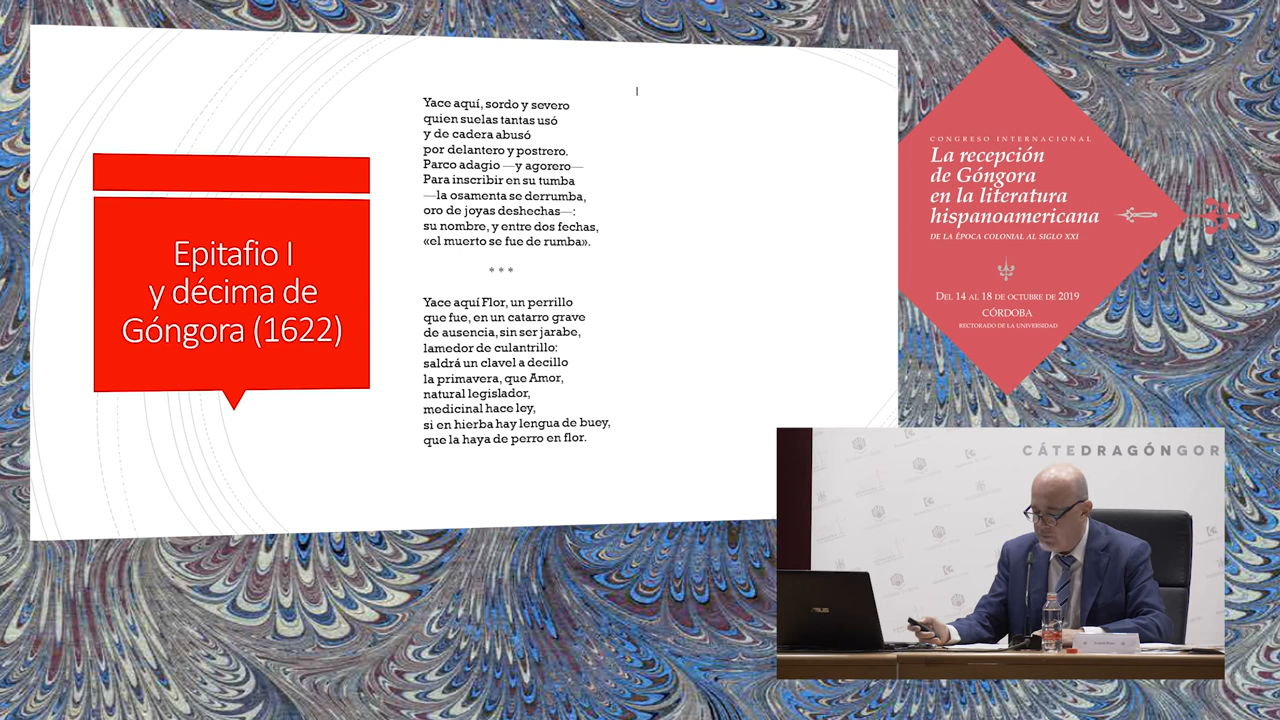 Epitafio I
y décima de
Góngora (1622)
I
Yace aquí, sordo y severo
quien suelas tantas usó
y de cadera abusó
por delantero y postrero.
Parco adagio —y agorero—
Para inscribir en su tumba
—la osamenta se derrumba,
oro de joyas deshechas—:
su nombre, y entre dos fechas,
«el muerto se fue de rumba».
* * *
Yace aquí Flor, un perrillo
que fue, en un catarro grave
de ausencia, sin ser jarabe,
lamedor de culantrillo:
saldrá un clavel a decillo
la primavera, que Amor,
natural legislador,
medicinal hace ley,
si en hierba hay lengua de buey,
que la haya de perro en flor.
CONGRESO INTERNACIONAL
La recepción
de Góngora
en la literatura
hispanoamericana
DE LA ÉPOCA COLONIAL AL SIGLO XXI
DEL 14 AL 18 DE OCTUBRE DE 2019
CÓRDOBA
RECTORADO DE LA UNIVERSIDAD
CÁTEDRAGÓNGOR
ASUS